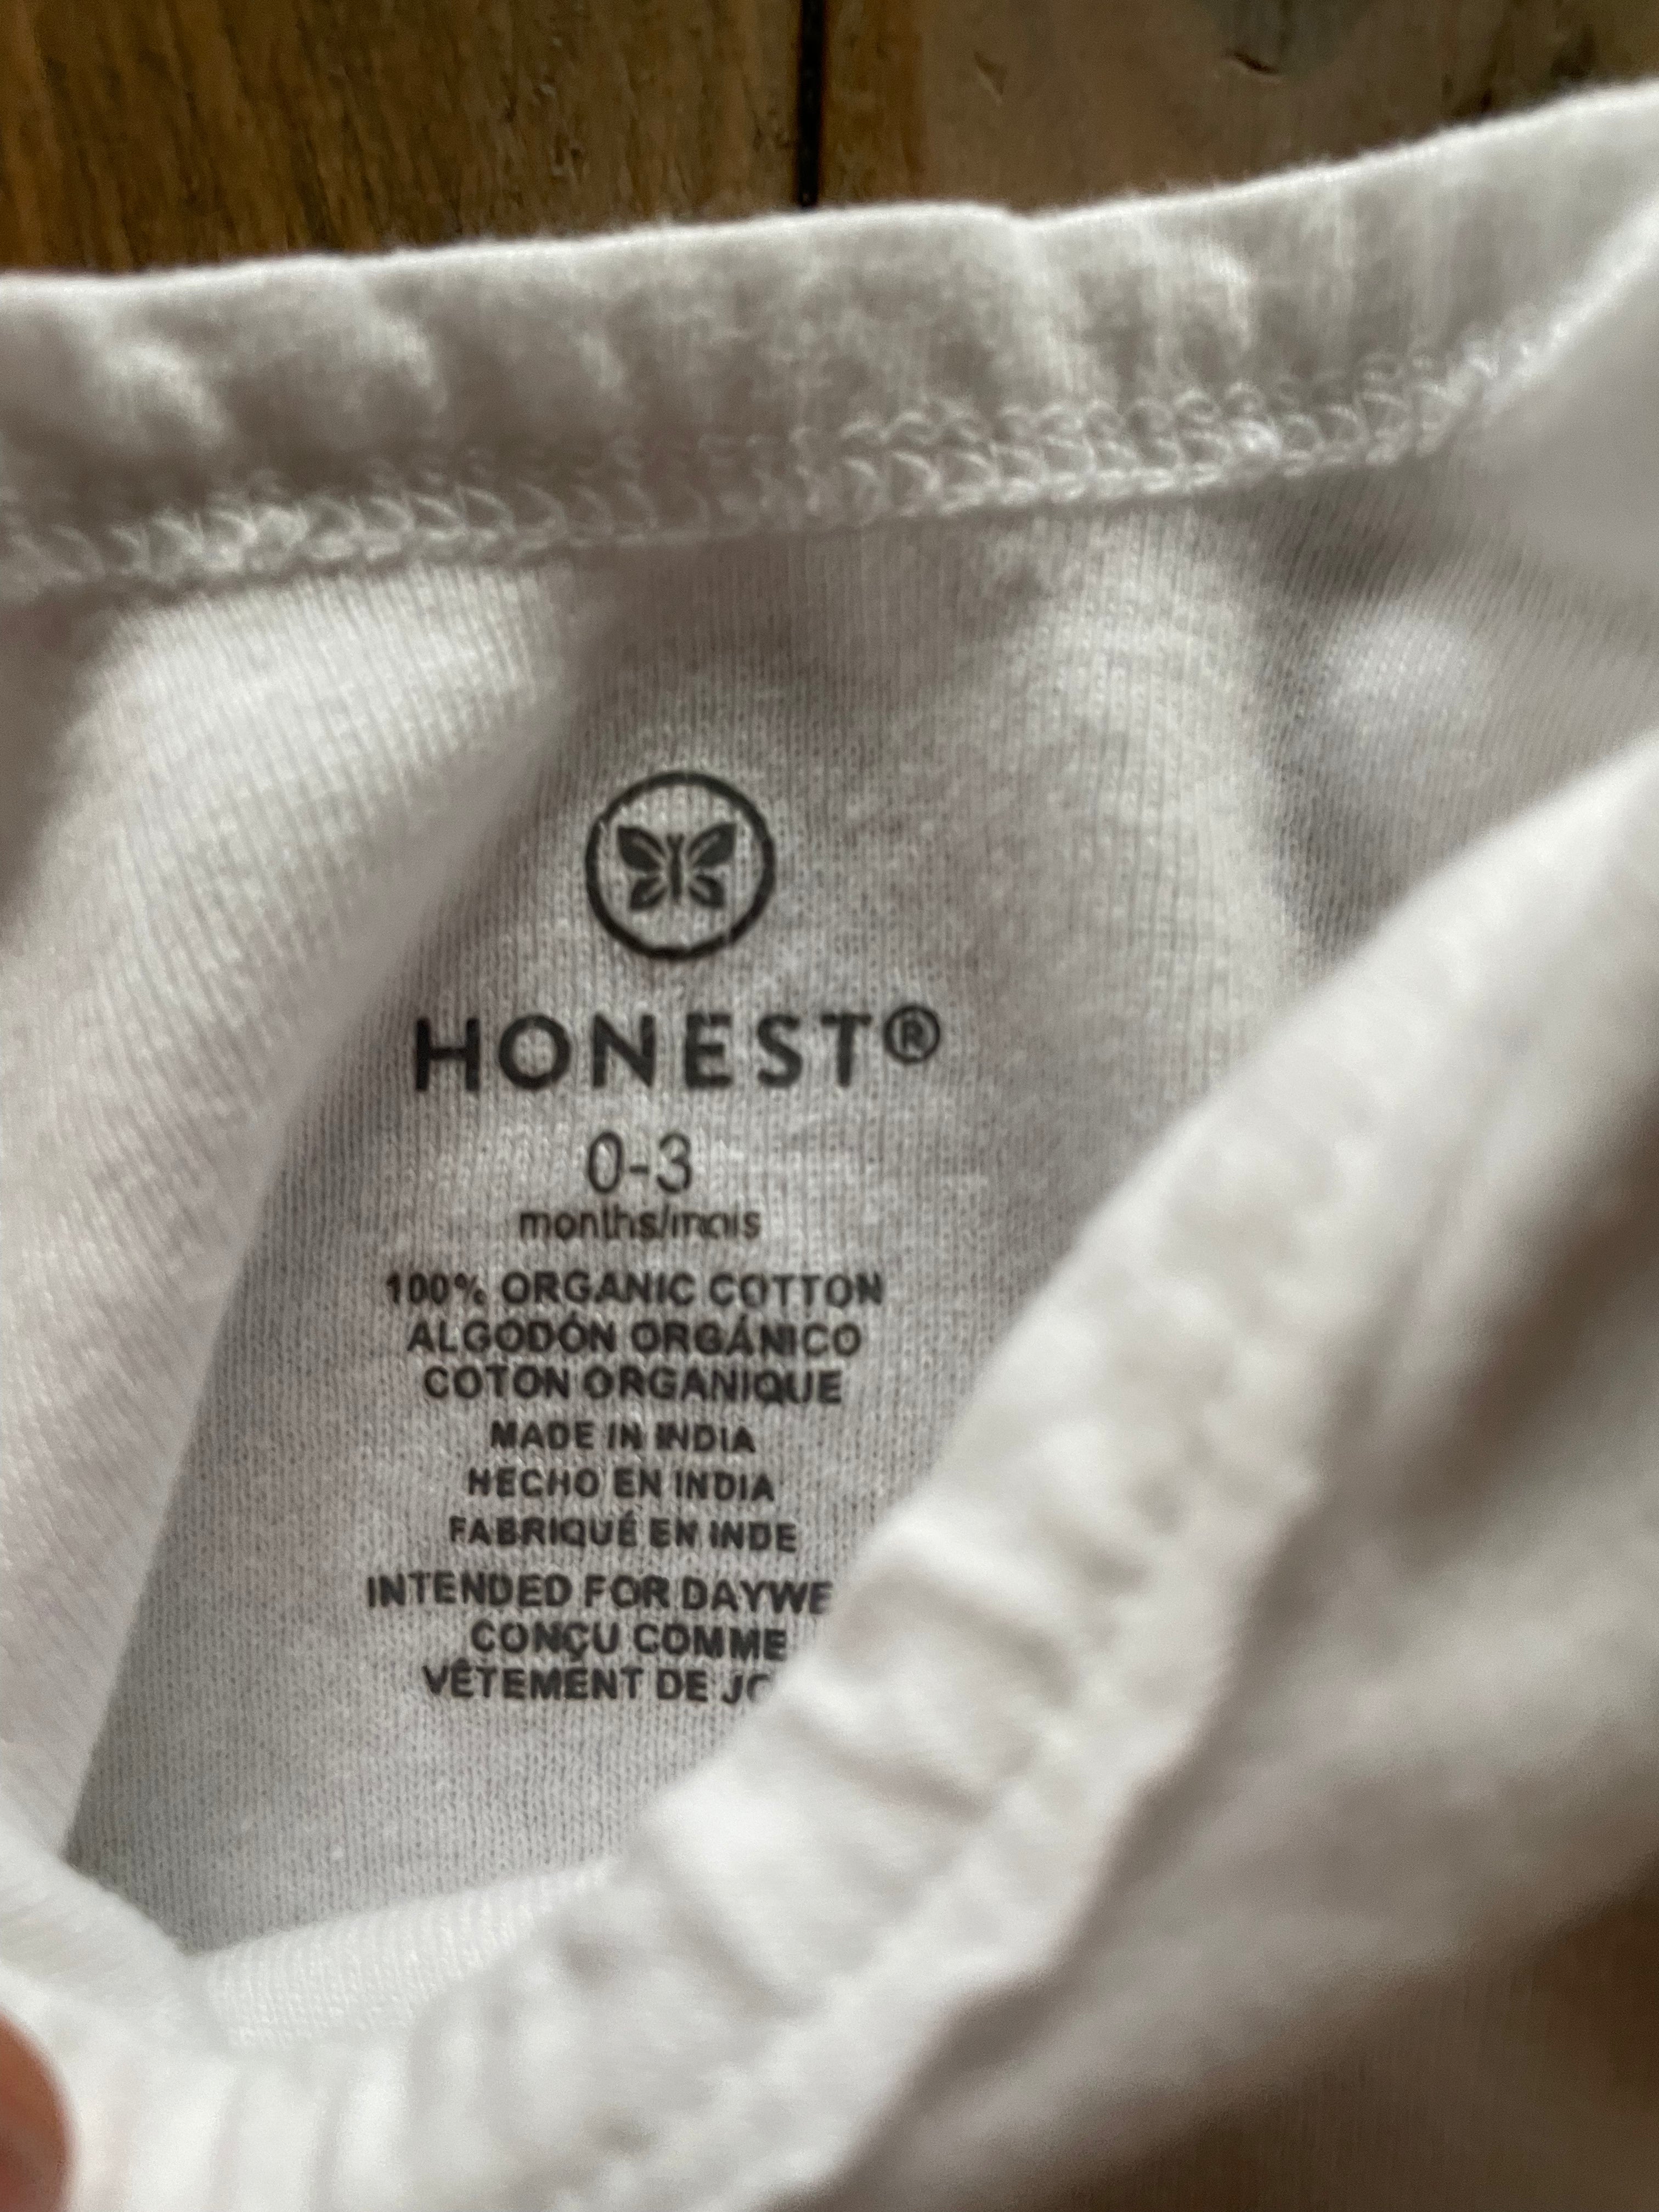 HONEST®
0-3
months/mois
100% ORGANIC COTTON
ALGODÓN ORGÁNICO
COTON ORGANIQUE
MADE IN INDIA
HECHO EN INDIA
FABRIQUÉ EN INDE
INTENDED FOR DAYWE
CONÇU COMME
VÊTEMENT DE JO